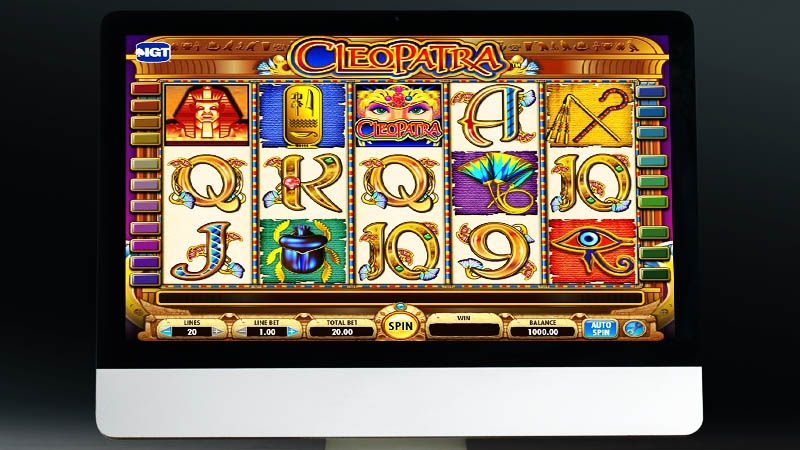 IGT
CLEOPATRA
CLEOPATRA
A
Q
K
Q
10
J
10
9
LINES
20
LINE BET
1.00
TOTAL BET
20.00
SPIN
WIN
BALANCE
1000.00
AUTO
SPIN